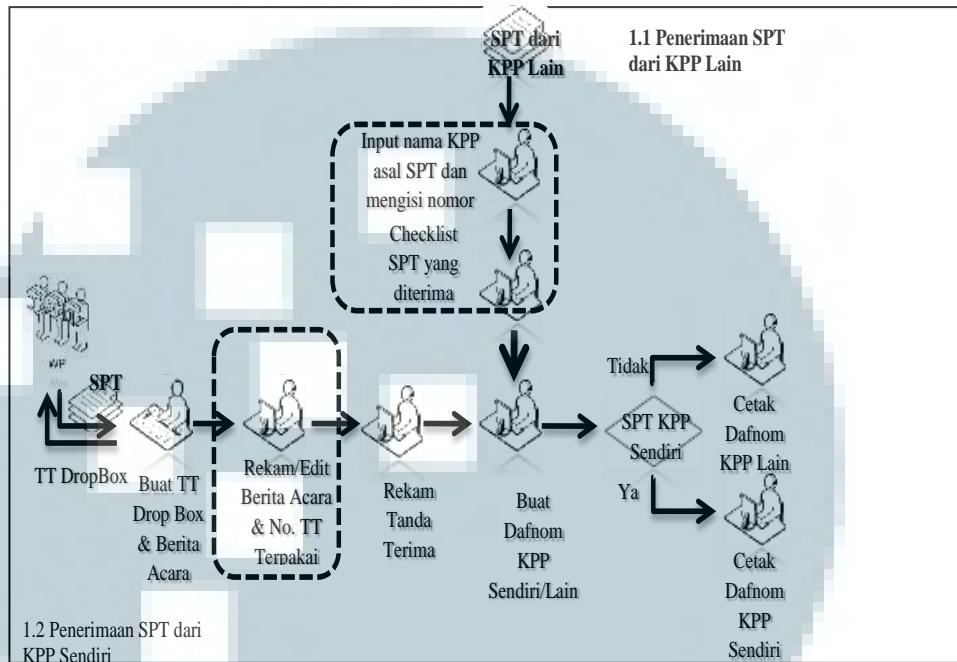 SPT dari
KPP Lain
1.1 Penerimaan SPT
dari KPP Lain
Input nama KPP
asal SPT dan
mengisi nomor
Checklist
SPT yang
diterima
WP
SPT
TT DropBox
Buat TT
Drop Box
& Berita
Acara
Rekam/Edit
Berita Acara
& No. TT
Terpakai
Rekam
Tanda
Terima
Buat
Dafnom
KPP
Sendiri/Lain
SPT KPP
Sendiri
Tidak
Cetak
Dafnom
KPP Lain
Ya
Cetak
Dafnom
KPP
Sendiri
1.2 Penerimaan SPT dari
KPP Sendiri